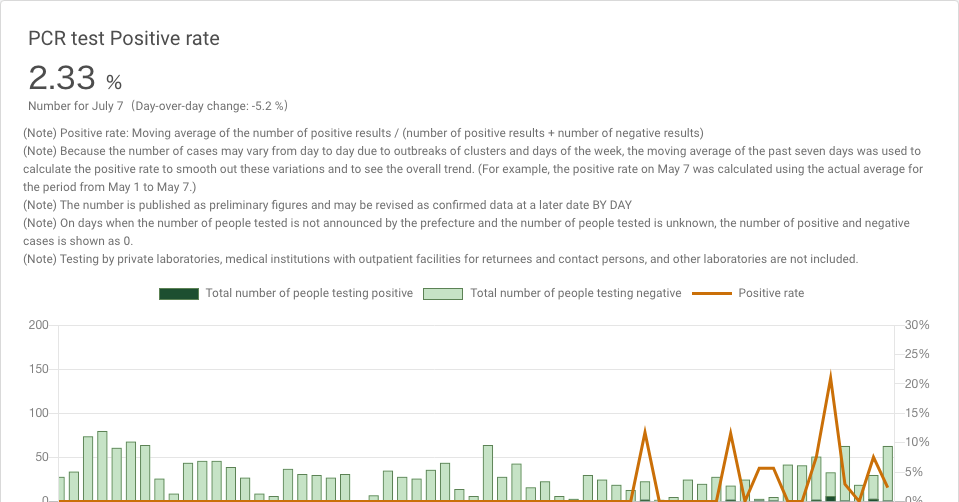 PCR test Positive rate
2.33 %
Number for July 7 (Day-over-day change: -5.2 %)
(Note) Positive rate: Moving average of the number of positive results / (number of positive results + number of negative results)
(Note) Because the number of cases may vary from day to day due to outbreaks of clusters and days of the week, the moving average of the past seven days was used to
calculate the positive rate to smooth out these variations and to see the overall trend. (For example, the positive rate on May 7 was calculated using the actual average for
the period from May 1 to May 7.)
(Note) The number is published as preliminary figures and may be revised as confirmed data at a later date BY DAY
(Note) On days when the number of people tested is not announced by the prefecture and the number of people tested is unknown, the number of positive and negative
cases is shown as 0.
(Note) Testing by private laboratories, medical institutions with outpatient facilities for returnees and contact persons, and other laboratories are not included.
Total number of people testing positive Total number of people testing negative Positive rate
200 30%
25%
150
20%
100 15%
10%
50
5%
0 0%